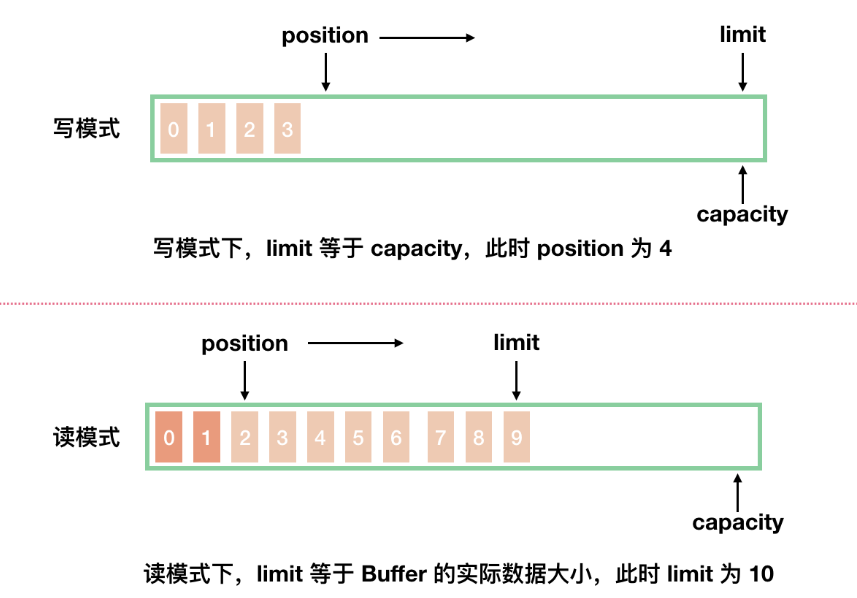 position
limit
写模式
0 1 2 3
capacity
写模式下，limit 等于 capacity，此时 position 为 4
position
limit
读模式
0 1 2 3 4 5 6 7 8 9
capacity
读模式下，limit 等于 Buffer 的实际数据大小，此时 limit 为 10